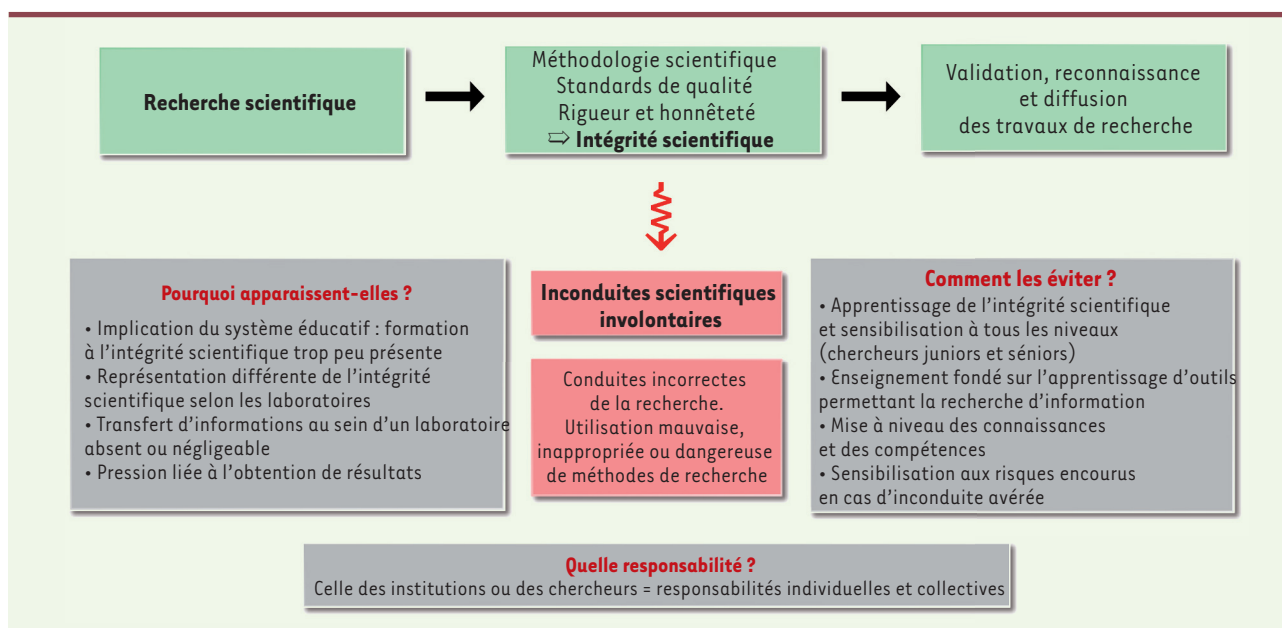 Recherche scientifique
Méthodologie scientifique
Standards de qualité
Rigueur et honnêteté
⇨ Intégrité scientifique
Validation, reconnaissance
et diffusion
des travaux de recherche
Pourquoi apparaissent-elles ?
• Implication du système éducatif : formation
à l’intégrité scientifique trop peu présente
• Représentation différente de l’intégrité
scientifique selon les laboratoires
• Transfert d’informations au sein d’un laboratoire
absent ou négligeable
• Pression liée à l’obtention de résultats
Inconduites scientifiques
involontaires
Conduites incorrectes
de la recherche.
Utilisation mauvaise,
inappropriée ou dangereuse
de méthodes de recherche
Comment les éviter ?
• Apprentissage de l’intégrité scientifique
et sensibilisation à tous les niveaux
(chercheurs juniors et séniors)
• Enseignement fondé sur l’apprentissage d’outils
permettant la recherche d’information
• Mise à niveau des connaissances
et des compétences
• Sensibilisation aux risques encourus
en cas d’inconduite avérée
Quelle responsabilité ?
Celle des institutions ou des chercheurs = responsabilités individuelles et collectives